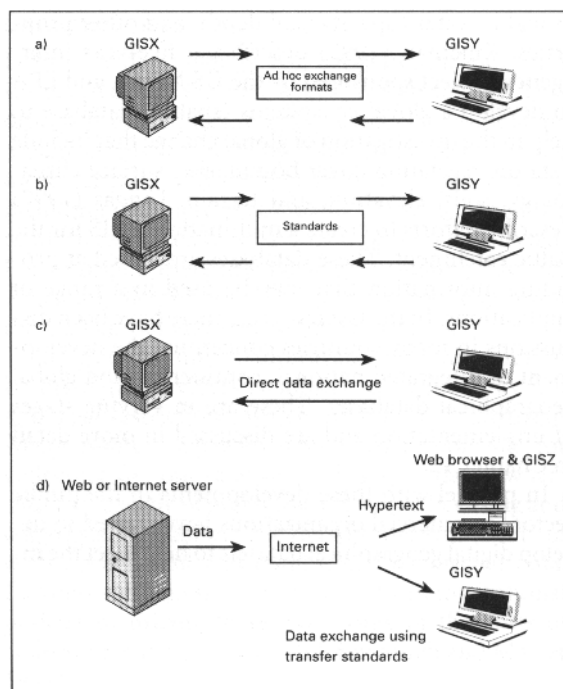 a) GISX GISY
Ad hoc exchange
formats
b) GISX GISY
Standards
c) GISX GISY
Direct data exchange
d) Web or Internet server
Web browser & GISZ
Hypertext
Data
Internet
GISY
Data exchange using
transfer standards